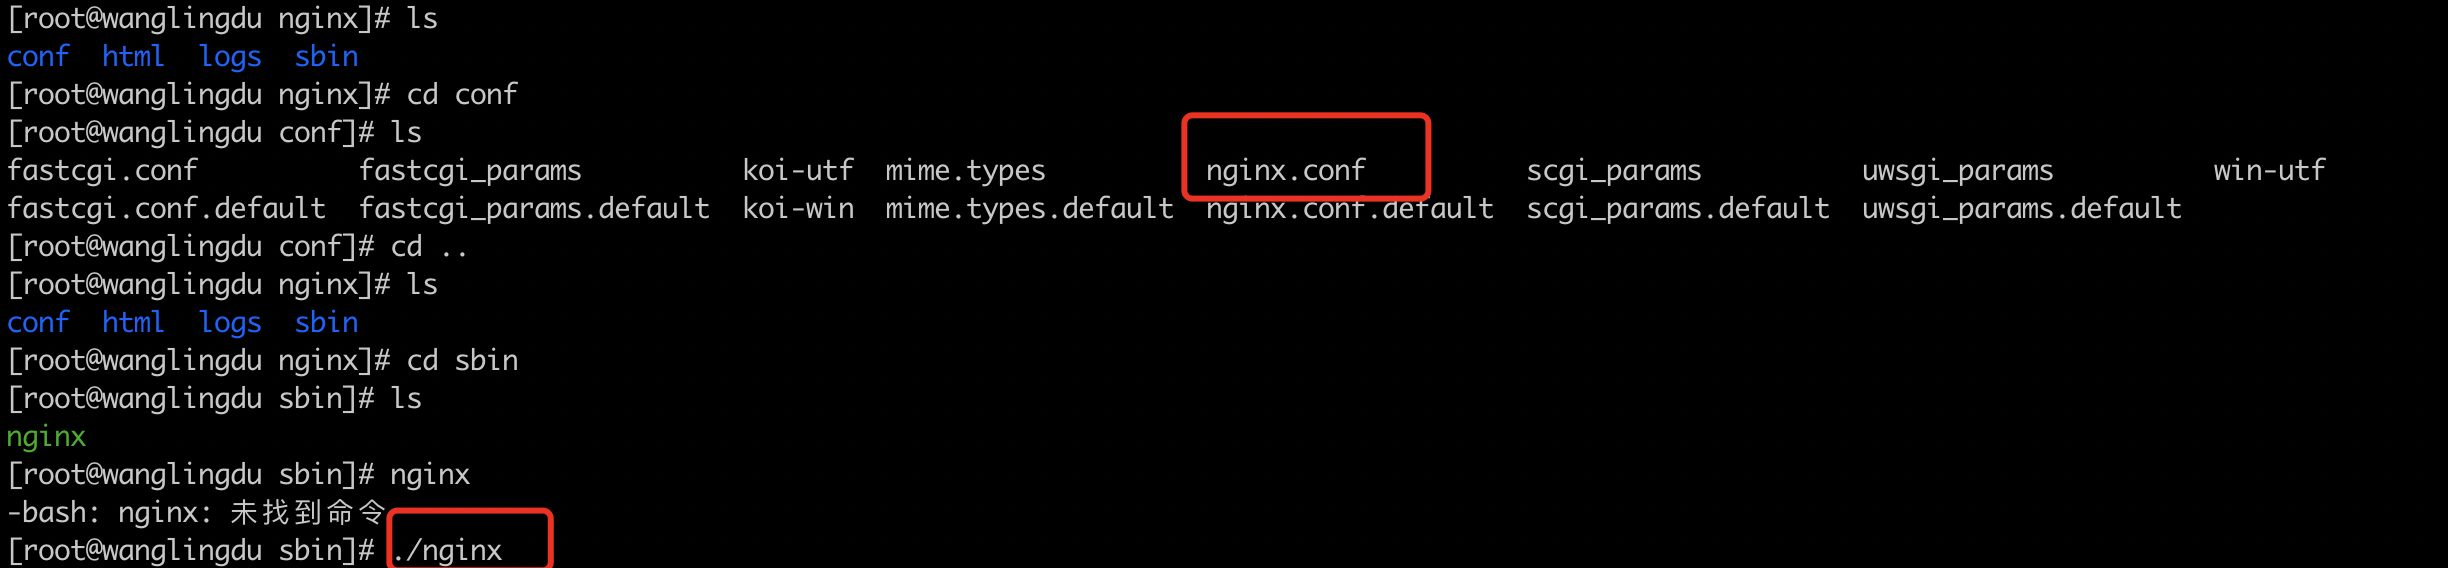 [root@wanglingdu nginx]# ls
conf  html  logs  sbin
[root@wanglingdu nginx]# cd conf
[root@wanglingdu conf]# ls
fastcgi.conf          fastcgi_params          koi-utf  mime.types          nginx.conf          scgi_params          uwsgi_params          win-utf
fastcgi.conf.default  fastcgi_params.default  koi-win  mime.types.default  nginx.conf.default  scgi_params.default  uwsgi_params.default
[root@wanglingdu conf]# cd ..
[root@wanglingdu nginx]# ls
conf  html  logs  sbin
[root@wanglingdu nginx]# cd sbin
[root@wanglingdu sbin]# ls
nginx
[root@wanglingdu sbin]# nginx
-bash: nginx: 未找到命令
[root@wanglingdu sbin]# ./nginx